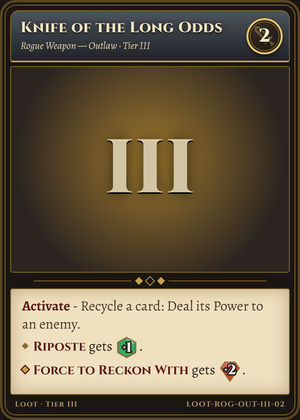 Knife of the Long Odds
Rogue Weapon — Outlaw · Tier III
2
III
Activate - Recycle a card: Deal its Power to
an enemy.
Riposte gets +1 .
Force to Reckon With gets +2 .
Loot · Tier III
LOOT-ROG-OUT-III-02